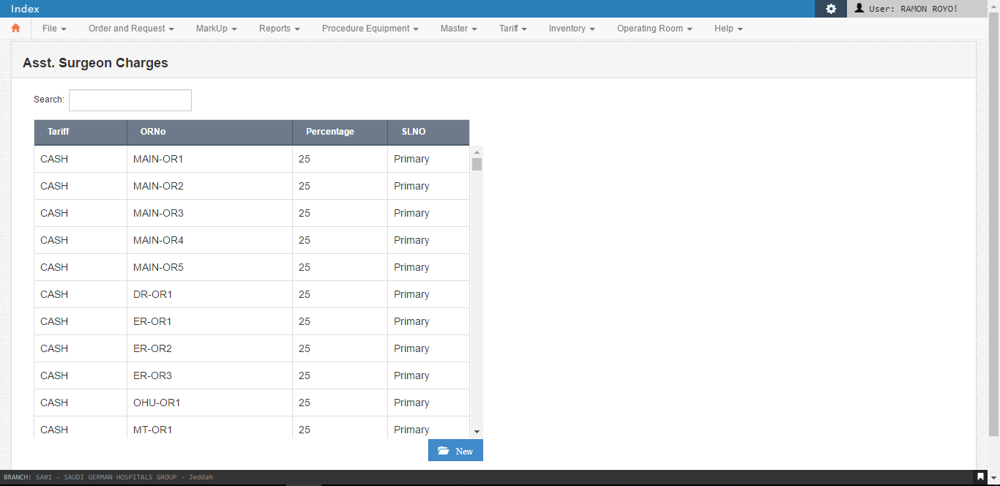 Index
User: RAMON ROYO!
File Order and Request MarkUp Reports Procedure Equipment Master Tariff Inventory Operating Room Help
Asst. Surgeon Charges
Search:
Tariff ORNo Percentage SLNO
CASH MAIN-OR1 25 Primary
CASH MAIN-OR2 25 Primary
CASH MAIN-OR3 25 Primary
CASH MAIN-OR4 25 Primary
CASH MAIN-OR5 25 Primary
CASH DR-OR1 25 Primary
CASH ER-OR1 25 Primary
CASH ER-OR2 25 Primary
CASH ER-OR3 25 Primary
CASH OHU-OR1 25 Primary
CASH MT-OR1 25 Primary
New
BRANCH: SA01 - SAUDI GERMAN HOSPITALS GROUP - Jeddah